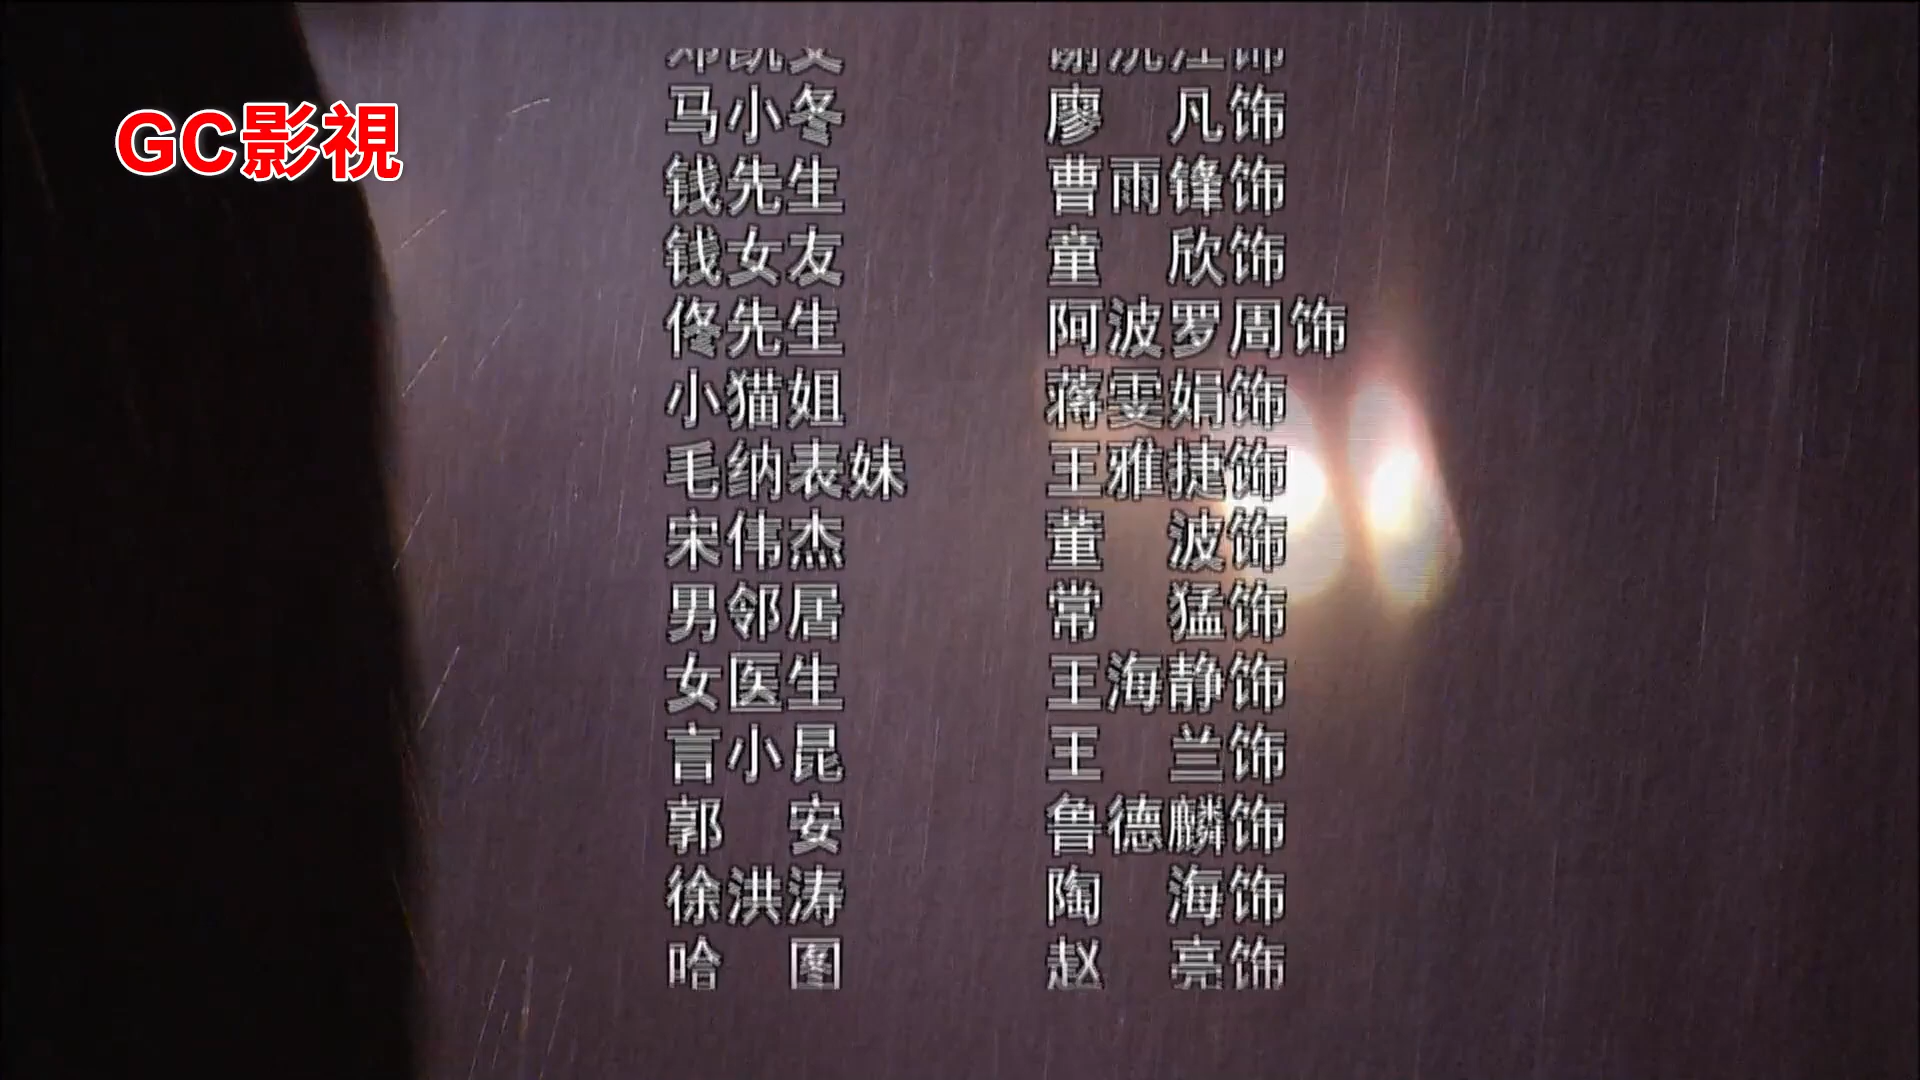 GC影視
马小冬 廖 凡饰
钱先生 曹雨锋饰
钱女友 童 欣饰
佟先生 阿波罗周饰
小猫姐 蒋雯娟饰
毛纳表妹 王雅捷饰
宋伟杰 董 波饰
男邻居 常 猛饰
女医生 王海静饰
言小昆 王 兰饰
郭 安 鲁德麟饰
徐洪涛 陶 海饰
哈 图 赵 亮饰